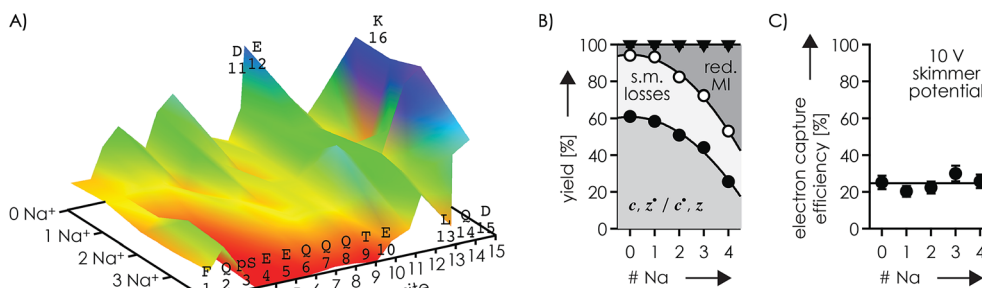 A)
K
16
D E
11 12
0 Na⁺
1 Na⁺
2 Na⁺
3 Na⁺
F Q pS E E Q Q Q T E
1 2 3 4 5 6 7 8 9 10
L Q D
13 14 15
5 6 7 8 9 10 11 12 13 14 15
B)
100
80
60
40
20
0
yield [%]
s.m.
losses
red.
MI
c, z• / c•, z
0 1 2 3 4
# Na
C)
100
80
60
40
20
0
electron capture
efficiency [%]
10 V
skimmer
potential
0 1 2 3 4
# Na